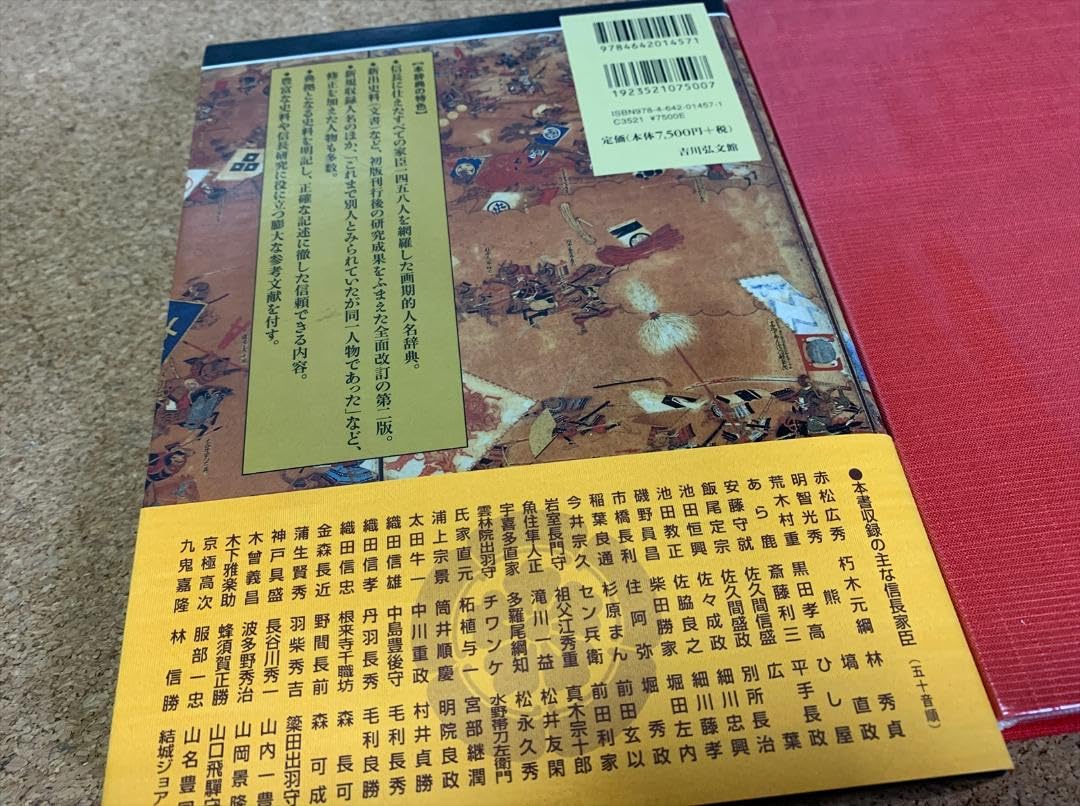 9784642014571
1923521075007
ISBN978-4-642-01457-1
C3521 ¥7500E
定価(本体7,500円+税)
吉川弘文館
【本辞典の特色】
●信長に仕えたすべての家臣一四五八人を網羅した画期的人名辞典。
●新出史料(文書)など、初版刊行後の研究成果をふまえた全面改訂の第二版。
●新規収録人名のほか、「これまで別人とみられていたが同一人物であった」など、
修正を加えた人物も多数。
●典拠となる史料を明記し、正確な記述に徹した信頼できる内容。
●豊富な史料や信長研究に役に立つ膨大な参考文献を付す。
●本書収録の主な信長家臣(五十音順)
赤松広秀 朽木元綱 林秀貞
明智光秀 熊 塙直政
荒木村重 黒田孝高 ひし屋
あら鹿 斎藤利三 平手長政
安藤守就 佐久間信盛 広葉
飯尾定宗 佐久間盛政 別所長治
池田恒興 佐々成政 細川忠興
池田教正 佐脇良之 細川藤孝
磯野員昌 柴田勝家 堀田左内
市橋長利 住阿弥 堀秀政
稲葉良通 杉原まん 前田玄以
今井宗久 セン兵衛 前田利家
岩室長門守 祖父江秀重 真木宗十郎
魚住隼人正 滝川一益 松井友閑
宇喜多直家 多羅尾綱知 松永久秀
雲林院出羽守 チワンケ 水野帯刀左衛門
氏家直元 柘植与一 宮部継潤
浦上宗景 筒井順慶 明院良政
太田牛一 中川重政 村井貞勝
織田信雄 中島豊後守 毛利長秀
織田信孝 丹羽長秀 毛利良勝
織田信忠 根来寺千職坊 森長可
金森長近 野間長前 森可成
蒲生賢秀 羽柴秀吉 簗田出羽守
神戸具盛 長谷川秀一 山内一豊
木曾義昌 波多野秀治 山岡景隆
木下雅楽助 蜂須賀正勝 山口飛騨守
京極高次 服部一忠 山名豊国
九鬼嘉隆 林信勝 結城ジョア